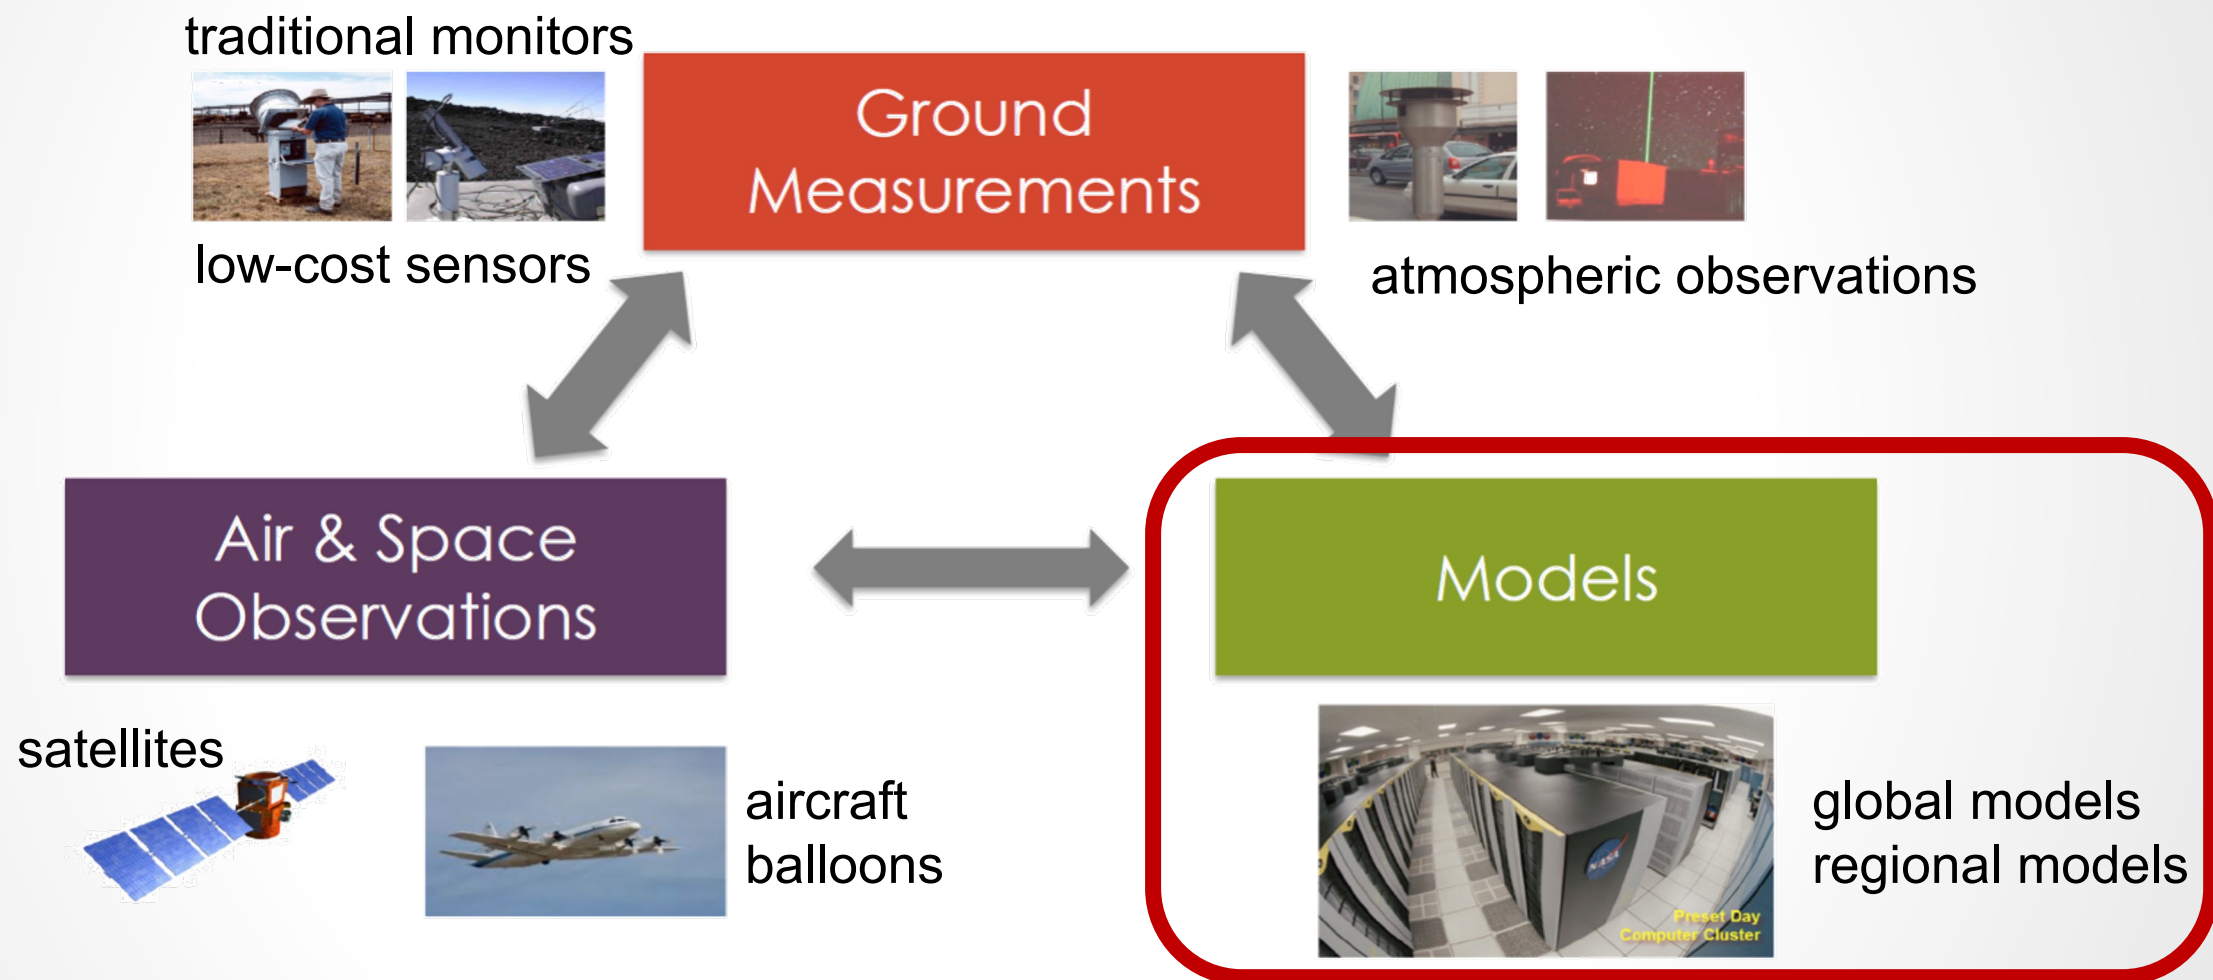 traditional monitors
Ground
Measurements
low-cost sensors
atmospheric observations
Air & Space
Observations
Models
satellites
aircraft
balloons
NASA
Preset Day
Computer Cluster
global models
regional models